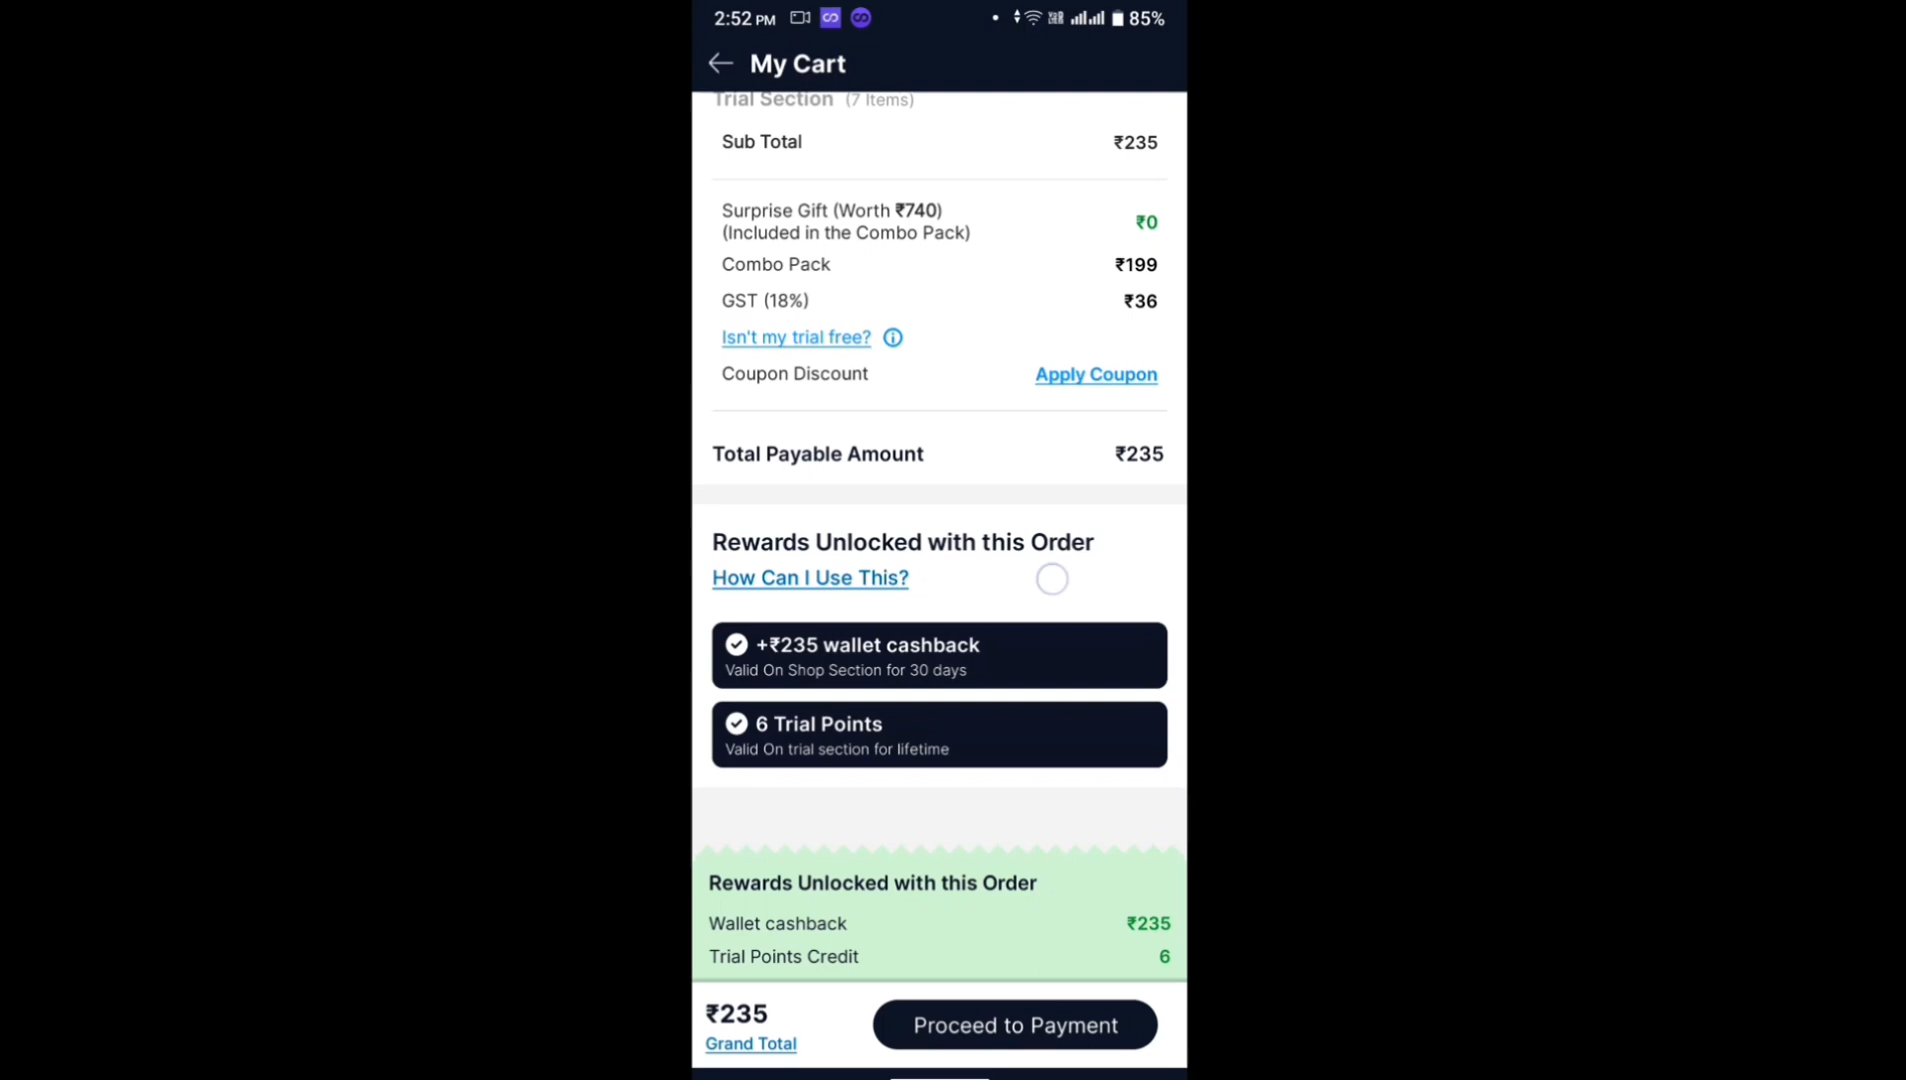 2:52 PM 85%
My Cart
Trial Section (7 Items)
Sub Total ₹235
Surprise Gift (Worth ₹740)
(Included in the Combo Pack) ₹0
Combo Pack ₹199
GST (18%) ₹36
Isn't my trial free?
Coupon Discount Apply Coupon
Total Payable Amount ₹235
Rewards Unlocked with this Order
How Can I Use This?
+₹235 wallet cashback
Valid On Shop Section for 30 days
6 Trial Points
Valid On trial section for lifetime
Rewards Unlocked with this Order
Wallet cashback ₹235
Trial Points Credit 6
₹235
Grand Total
Proceed to Payment